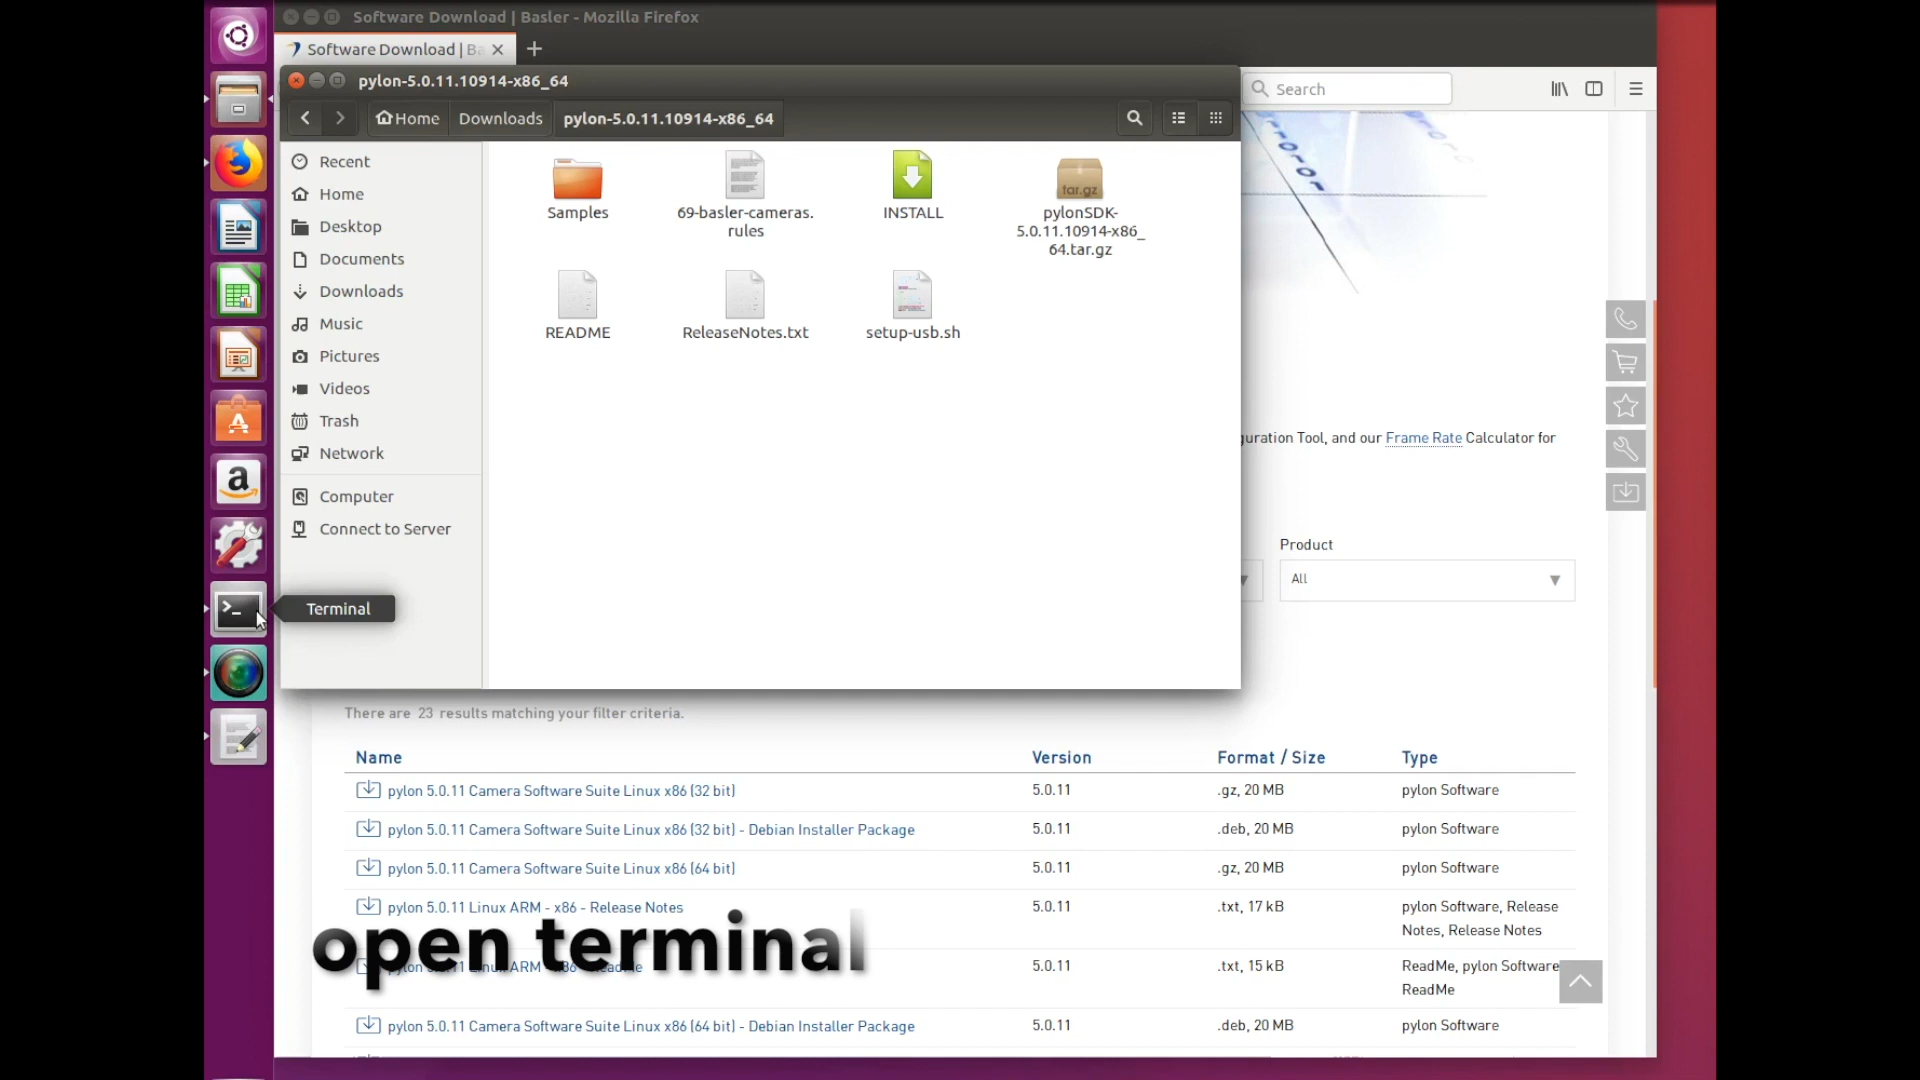 Software Download | Basler - Mozilla Firefox
Software Download | Ba
pylon-5.0.11.10914-x86_64
Home
Downloads
pylon-5.0.11.10914-x86_64
Search
Recent
Home
Desktop
Documents
Downloads
Music
Pictures
Videos
Trash
Network
Computer
Connect to Server
Samples
69-basler-cameras.
rules
INSTALL
tar.gz
pylonSDK-
5.0.11.10914-x86_
64.tar.gz
README
ReleaseNotes.txt
setup-usb.sh
Terminal
guration Tool, and our Frame Rate Calculator for
Product
All
There are 23 results matching your filter criteria.
Name Version Format / Size Type
pylon 5.0.11 Camera Software Suite Linux x86 (32 bit) 5.0.11 .gz, 20 MB pylon Software
pylon 5.0.11 Camera Software Suite Linux x86 (32 bit) - Debian Installer Package 5.0.11 .deb, 20 MB pylon Software
pylon 5.0.11 Camera Software Suite Linux x86 (64 bit) 5.0.11 .gz, 20 MB pylon Software
pylon 5.0.11 Linux ARM - x86 - Release Notes 5.0.11 .txt, 17 kB pylon Software, Release
Notes, Release Notes
open terminal
5.0.11 .txt, 15 kB ReadMe, pylon Software
ReadMe
pylon 5.0.11 Camera Software Suite Linux x86 (64 bit) - Debian Installer Package 5.0.11 .deb, 20 MB pylon Software